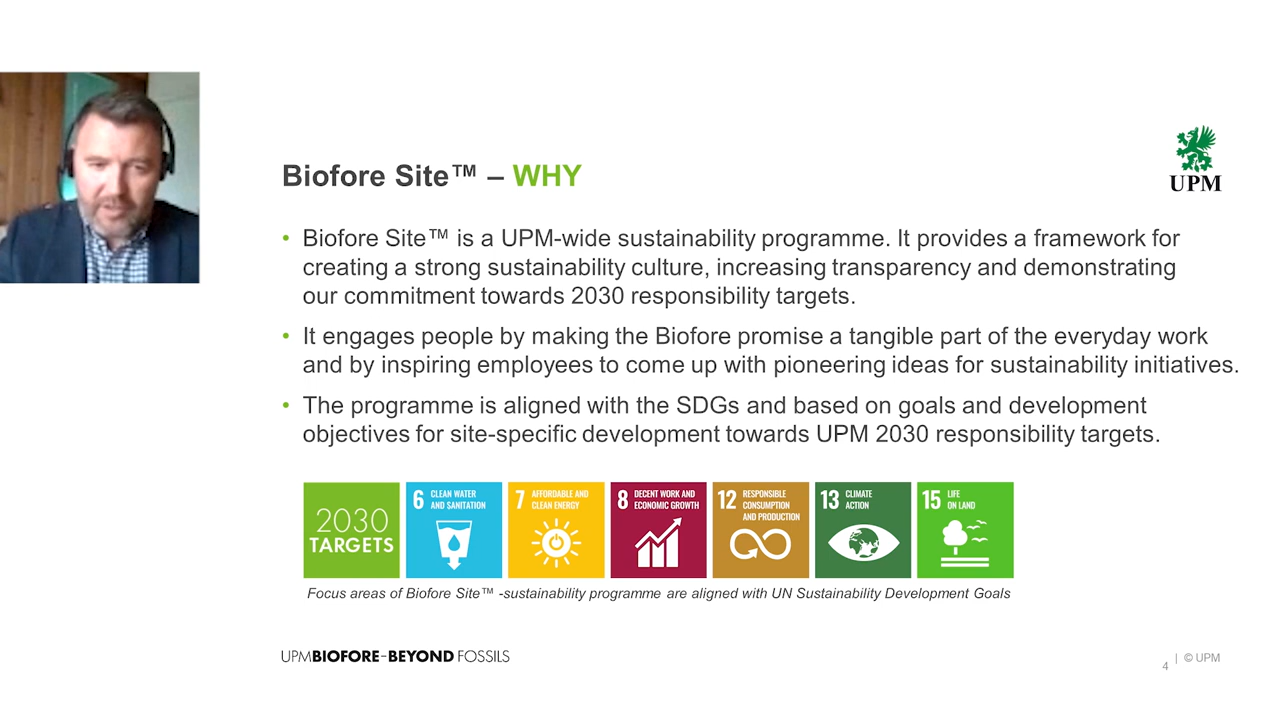 Biofore Site™ – WHY
UPM
• Biofore Site™ is a UPM-wide sustainability programme. It provides a framework for
creating a strong sustainability culture, increasing transparency and demonstrating
our commitment towards 2030 responsibility targets.
• It engages people by making the Biofore promise a tangible part of the everyday work
and by inspiring employees to come up with pioneering ideas for sustainability initiatives.
• The programme is aligned with the SDGs and based on goals and development
objectives for site-specific development towards UPM 2030 responsibility targets.
2030
TARGETS
6 CLEAN WATER
AND SANITATION
7 AFFORDABLE AND
CLEAN ENERGY
8 DECENT WORK AND
ECONOMIC GROWTH
12 RESPONSIBLE
CONSUMPTION
AND PRODUCTION
13 CLIMATE
ACTION
15 LIFE
ON LAND
Focus areas of Biofore Site™ -sustainability programme are aligned with UN Sustainability Development Goals
UPMBIOFORE–BEYOND FOSSILS
4 | © UPM